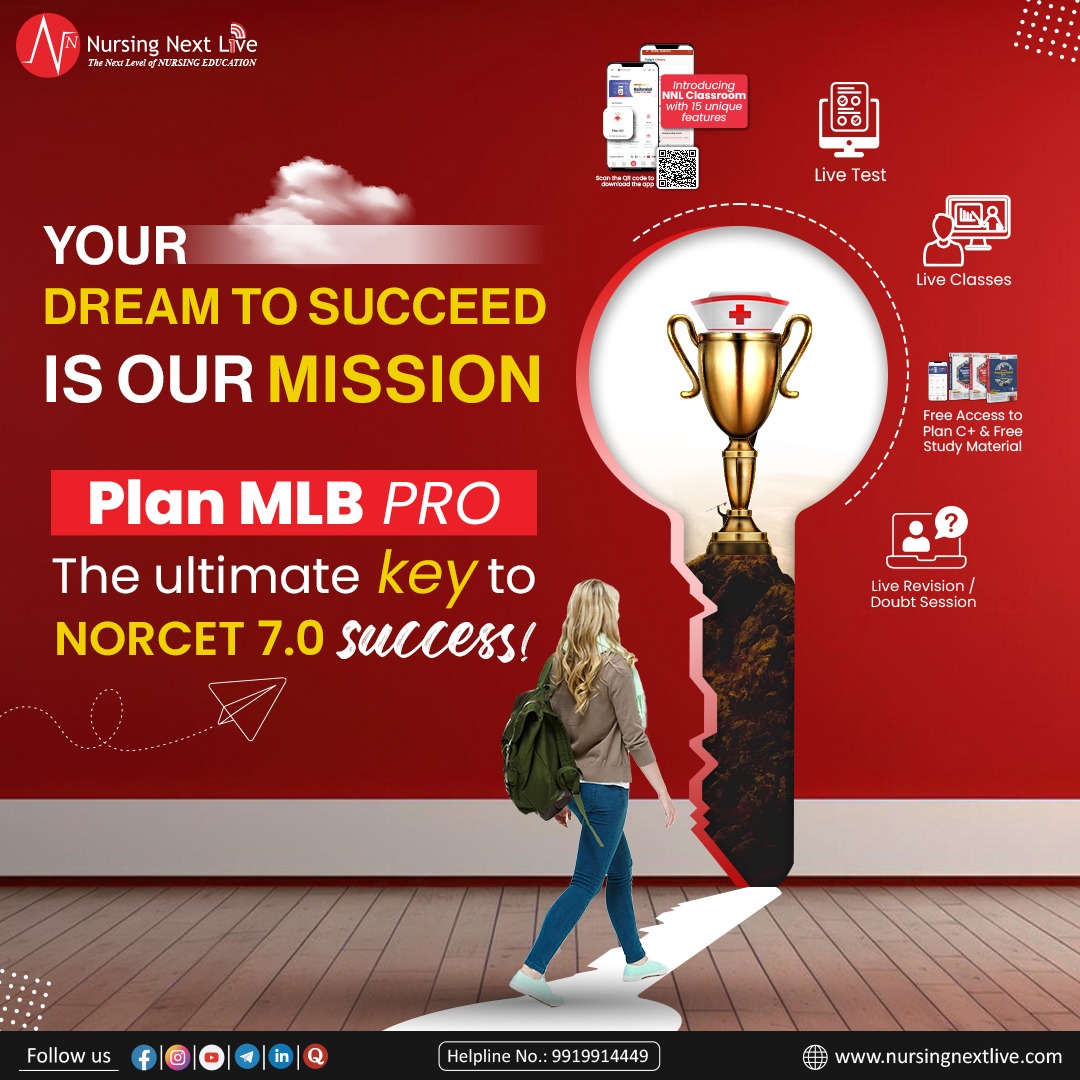 Nursing Next Live
The Next Level of NURSING EDUCATION
Introducing
NNL Classroom
with 15 unique
features
Scan the QR code to
download the app
Live Test
Live Classes
Free Access to
Plan C+ & Free
Study Material
Live Revision /
Doubt Session
YOUR
DREAM TO SUCCEED
IS OUR MISSION
Plan MLB PRO
The ultimate key to
NORCET 7.0 success!
Follow us
Helpline No.: 9919914449
www.nursingnextlive.com